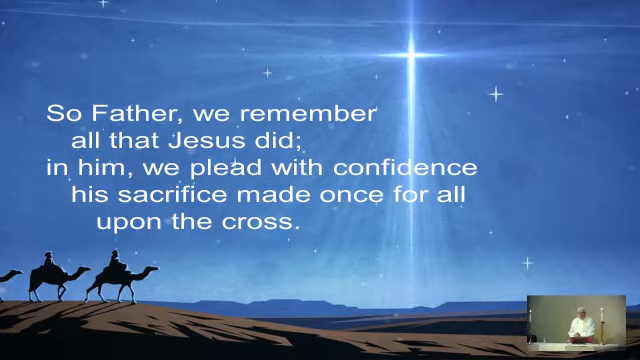 So Father, we remember
all that Jesus did;
in him, we plead with confidence
his sacrifice made once for all
upon the cross.